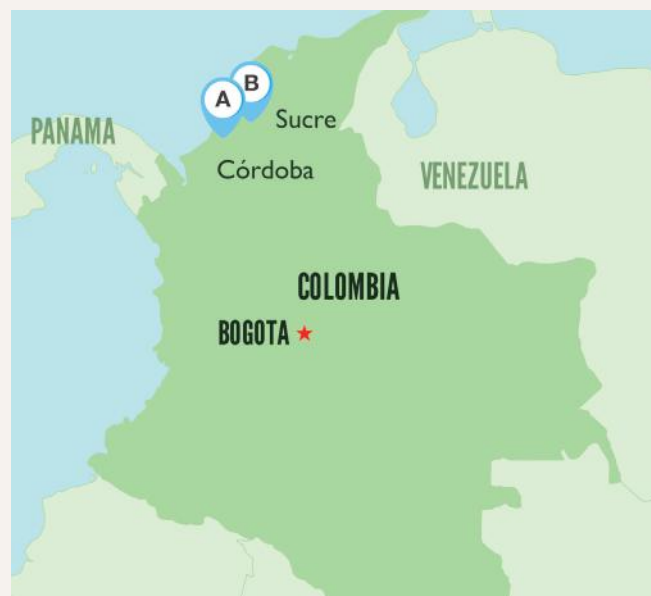 B
A
Sucre
PANAMA
Córdoba
VENEZUELA
COLOMBIA
BOGOTA